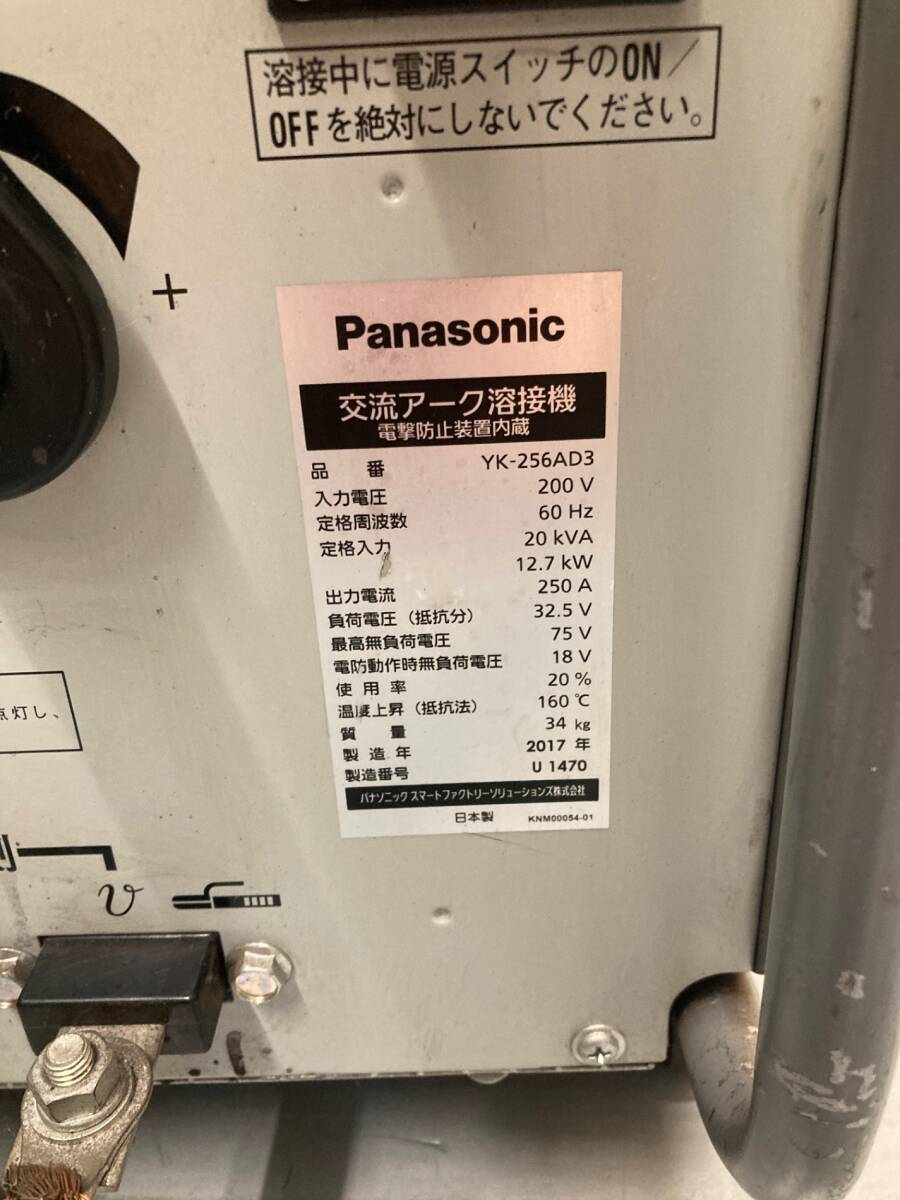 溶接中に電源スイッチのON／
OFFを絶対にしないでください。
+
Panasonic
交流アーク溶接機
電撃防止装置内蔵
品番 YK-256AD3
入力電圧 200 V
定格周波数 60 Hz
定格入力 20 kVA
12.7 kW
出力電流 250 A
負荷電圧（抵抗分） 32.5 V
最高無負荷電圧 75 V
電防動作時無負荷電圧 18 V
使用率 20 %
温度上昇（抵抗法） 160 ℃
質量 34 kg
製造年 2017 年
製造番号 U 1470
パナソニック スマートファクトリーソリューションズ株式会社
日本製 KNM00054-01
点灯し、
側
v